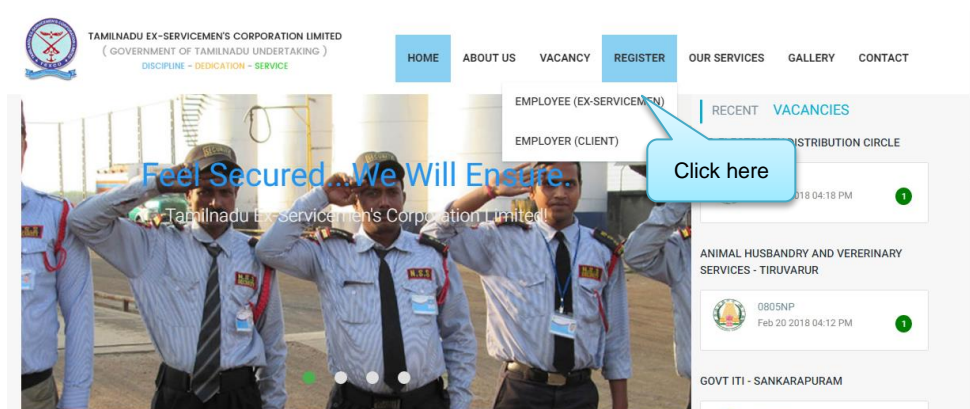 TAMILNADU EX-SERVICEMEN'S CORPORATION LIMITED
( GOVERNMENT OF TAMILNADU UNDERTAKING )
DISCIPLINE - DEDICATION - SERVICE
HOME ABOUT US VACANCY REGISTER OUR SERVICES GALLERY CONTACT
EMPLOYEE (EX-SERVICEMEN)
EMPLOYER (CLIENT)
Click here
Feel Secured...We Will Ensure.
Tamilnadu Ex-Servicemen's Corporation Limited!
N.S.S
RECENT VACANCIES
DISTRIBUTION CIRCLE
2018 04:18 PM
1
ANIMAL HUSBANDRY AND VERERINARY
SERVICES - TIRUVARUR
0805NP
Feb 20 2018 04:12 PM
1
GOVT ITI - SANKARAPURAM